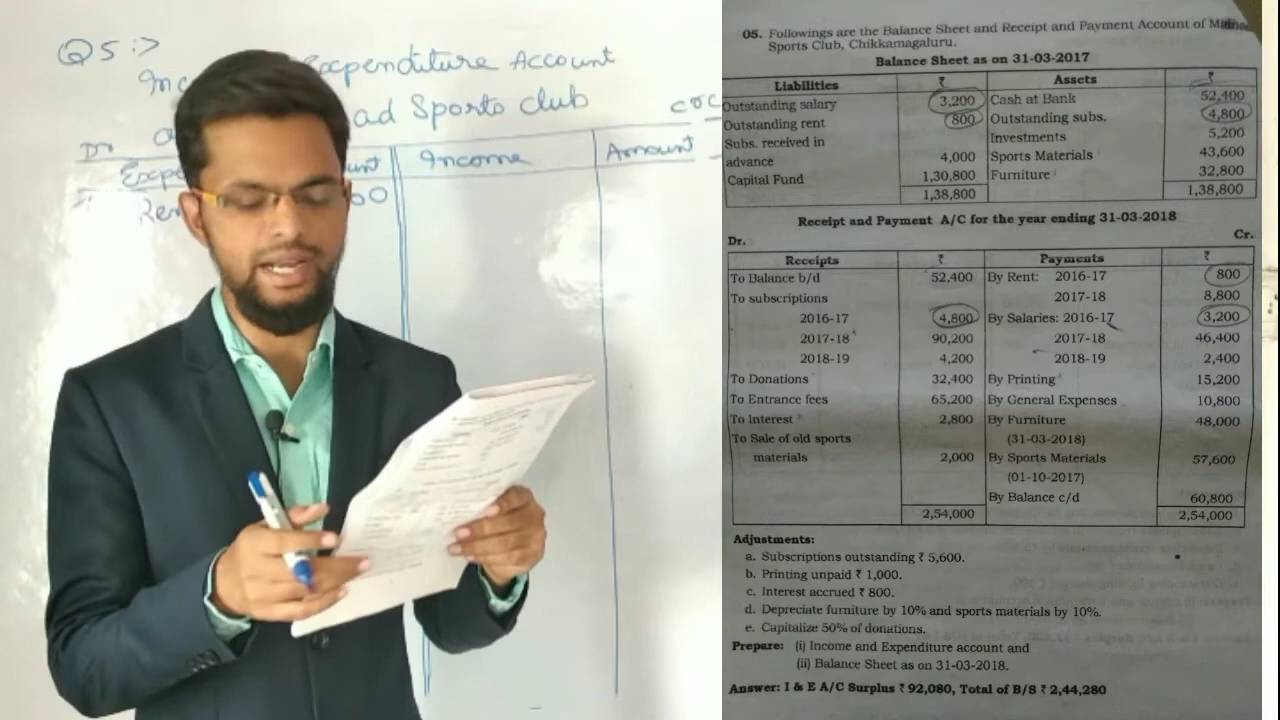 Q5:>
Expenditure Account
ad Sports club
Dr
Income
Amount
05. Followings are the Balance Sheet and Receipt and Payment Account of
Sports Club, Chikkamagaluru.
Balance Sheet as on 31-03-2017
Liabilities ₹ Assets ₹
Outstanding salary 3,200 Cash at Bank 52,400
Outstanding rent 800 Outstanding subs. 4,800
Subs. received in Investments 5,200
advance 4,000 Sports Materials 43,600
Capital Fund 1,30,800 Furniture 32,800
1,38,800 1,38,800
Receipt and Payment A/C for the year ending 31-03-2018
Dr. Cr.
Receipts ₹ Payments ₹
To Balance b/d 52,400 By Rent: 2016-17 800
To subscriptions 2017-18 8,800
2016-17 4,800 By Salaries: 2016-17 3,200
2017-18 90,200 2017-18 46,400
2018-19 4,200 2018-19 2,400
To Donations 32,400 By Printing 15,200
To Entrance fees 65,200 By General Expenses 10,800
To Interest 2,800 By Furniture 48,000
To Sale of old sports (31-03-2018)
materials 2,000 By Sports Materials 57,600
(01-10-2017)
By Balance c/d 60,800
2,54,000 2,54,000
Adjustments:
a. Subscriptions outstanding ₹ 5,600.
b. Printing unpaid ₹ 1,000.
c. Interest accrued ₹ 800.
d. Depreciate furniture by 10% and sports materials by 10%.
e. Capitalize 50% of donations.
Prepare: (i) Income and Expenditure account and
(ii) Balance Sheet as on 31-03-2018.
Answer: I & E A/C Surplus ₹ 92,080, Total of B/S ₹ 2,44,280